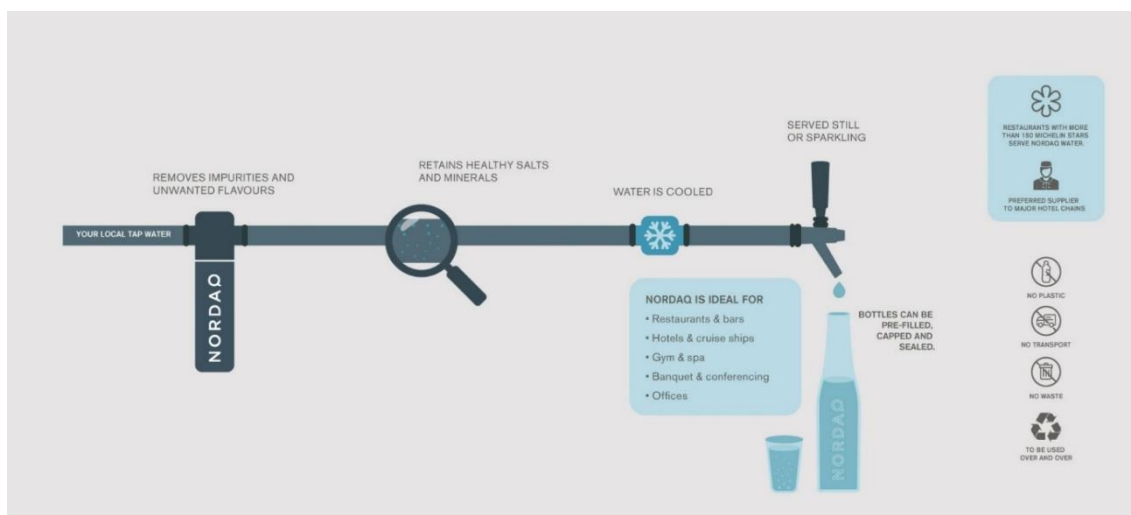 REMOVES IMPURITIES AND
UNWANTED FLAVOURS
RETAINS HEALTHY SALTS
AND MINERALS
WATER IS COOLED
SERVED STILL
OR SPARKLING
YOUR LOCAL TAP WATER
NORDAQ
NORDAQ IS IDEAL FOR
• Restaurants & bars
• Hotels & cruise ships
• Gym & spa
• Banquet & conferencing
• Offices
BOTTLES CAN BE
PRE-FILLED,
CAPPED AND
SEALED.
NORDAQ
RESTAURANTS WITH MORE
THAN 150 MICHELIN STARS
SERVE NORDAQ WATER.
PREFERRED SUPPLIER
TO MAJOR HOTEL CHAINS
NO PLASTIC
NO TRANSPORT
NO WASTE
TO BE USED
OVER AND OVER